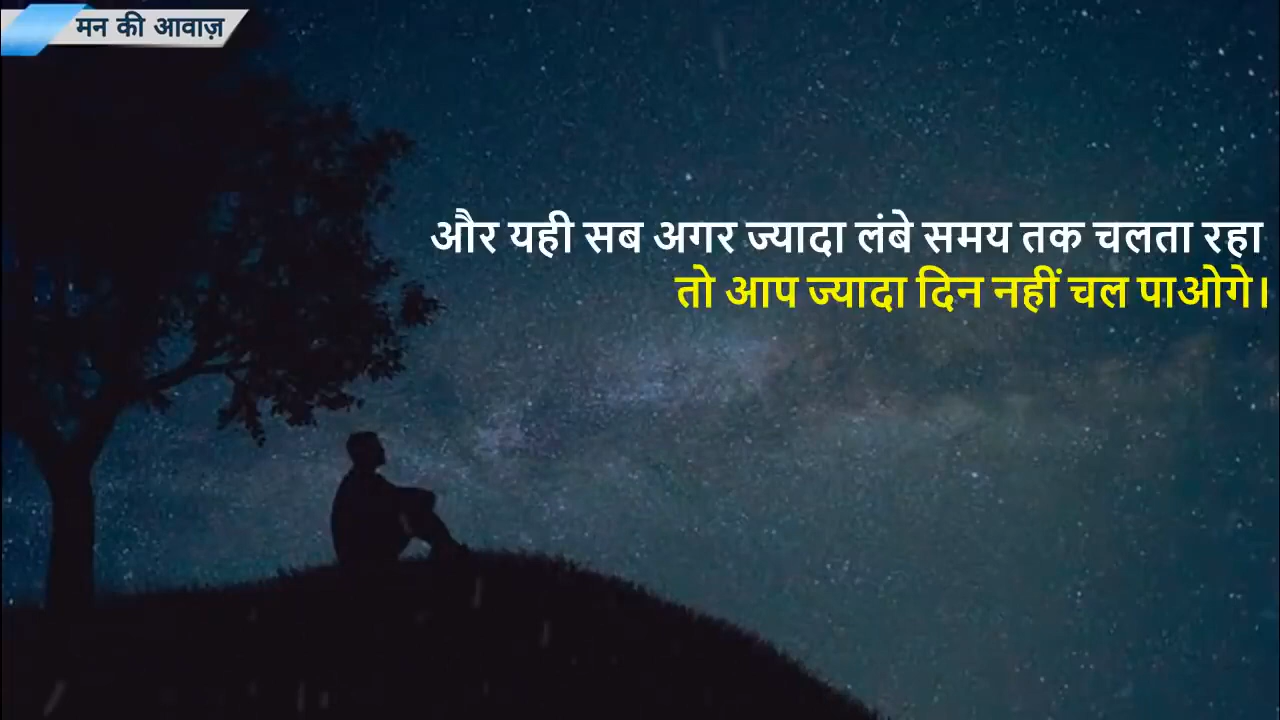 मन की आवाज़
और यही सब अगर ज्यादा लंबे समय तक चलता रहा
तो आप ज्यादा दिन नहीं चल पाओगे।